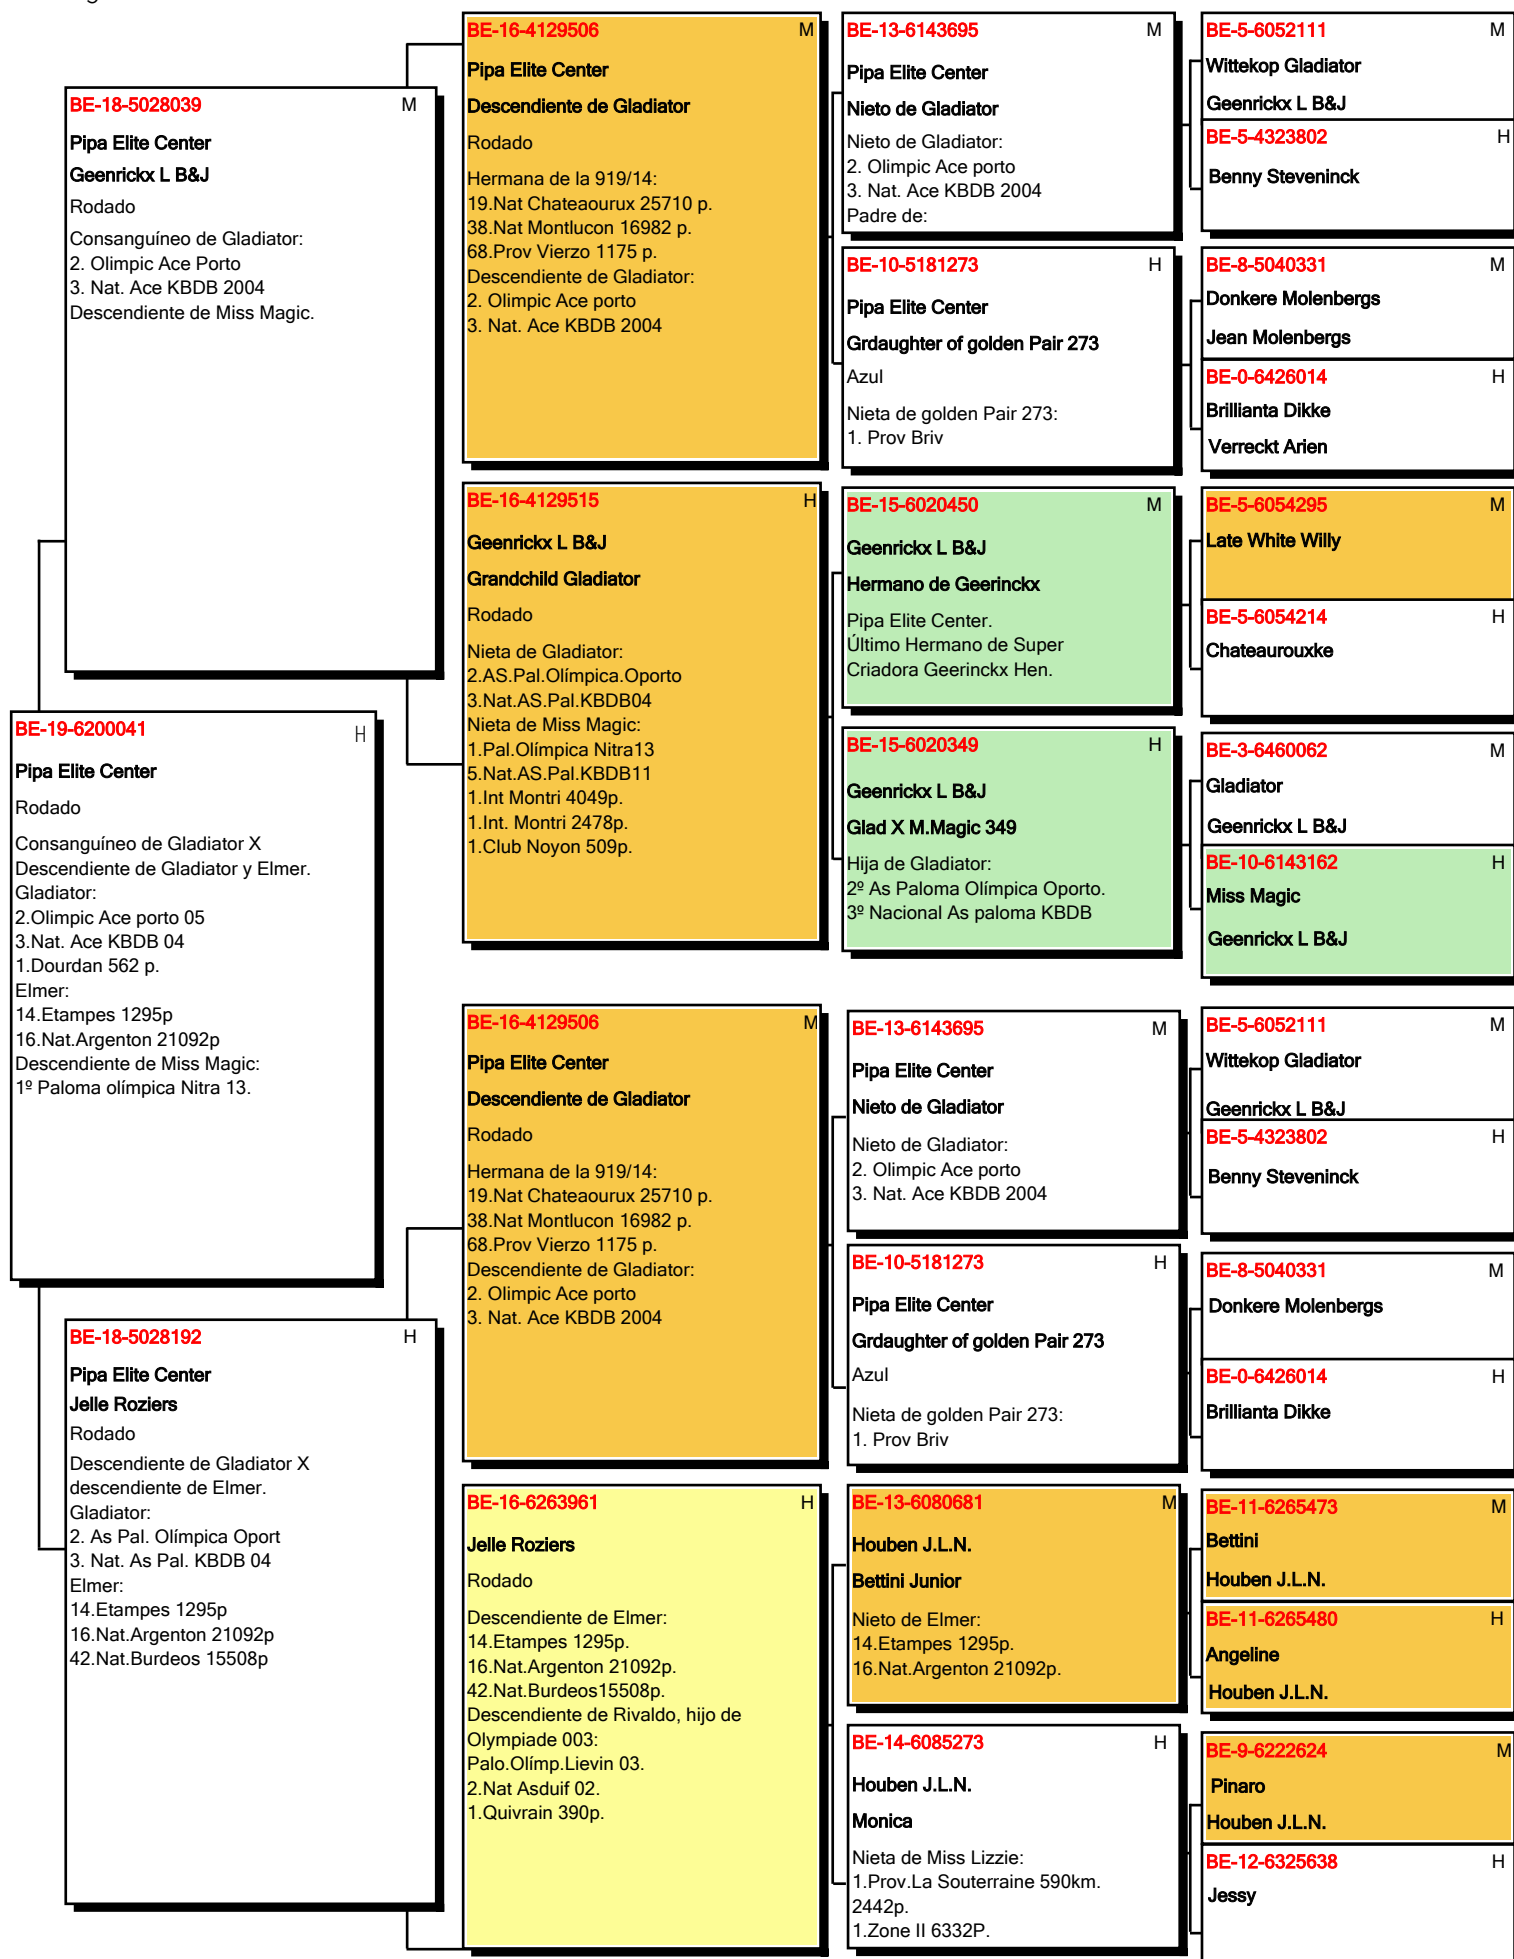 BE-19-6200041 H
Pipa Elite Center
Rodado
Consanguíneo de Gladiator X
Descendiente de Gladiator y Elmer.
Gladiator:
2.Olimpic Ace porto 05
3.Nat. Ace KBDB 04
1.Dourdan 562 p.
Elmer:
14.Etampes 1295p
16.Nat.Argenton 21092p
Descendiente de Miss Magic:
1º Paloma olímpica Nitra 13.
BE-18-5028039 M
Pipa Elite Center
Geenrickx L B&J
Rodado
Consanguíneo de Gladiator:
2. Olimpic Ace Porto
3. Nat. Ace KBDB 2004
Descendiente de Miss Magic.
BE-18-5028192 H
Pipa Elite Center
Jelle Roziers
Rodado
Descendiente de Gladiator X
descendiente de Elmer.
Gladiator:
2. As Pal. Olímpica Oport
3. Nat. As Pal. KBDB 04
Elmer:
14.Etampes 1295p
16.Nat.Argenton 21092p
42.Nat.Burdeos 15508p
BE-16-4129506 M
Pipa Elite Center
Descendiente de Gladiator
Rodado
Hermana de la 919/14:
19.Nat Chateaourux 25710 p.
38.Nat Montlucon 16982 p.
68.Prov Vierzo 1175 p.
Descendiente de Gladiator:
2. Olimpic Ace porto
3. Nat. Ace KBDB 2004
BE-16-4129515 H
Geenrickx L B&J
Grandchild Gladiator
Rodado
Nieta de Gladiator:
2.AS.Pal.Olímpica.Oporto
3.Nat.AS.Pal.KBDB04
Nieta de Miss Magic:
1.Pal.Olímpica Nitra13
5.Nat.AS.Pal.KBDB11
1.Int Montri 4049p.
1.Int. Montri 2478p.
1.Club Noyon 509p.
BE-16-4129506 M
Pipa Elite Center
Descendiente de Gladiator
Rodado
Hermana de la 919/14:
19.Nat Chateaourux 25710 p.
38.Nat Montlucon 16982 p.
68.Prov Vierzo 1175 p.
Descendiente de Gladiator:
2. Olimpic Ace porto
3. Nat. Ace KBDB 2004
BE-16-6263961 H
Jelle Roziers
Rodado
Descendiente de Elmer:
14.Etampes 1295p.
16.Nat.Argenton 21092p.
42.Nat.Burdeos15508p.
Descendiente de Rivaldo, hijo de
Olympiade 003:
Palo.Olímp.Lievin 03.
2.Nat Asduif 02.
1.Quivrain 390p.
BE-13-6143695 M
Pipa Elite Center
Nieto de Gladiator
Nieto de Gladiator:
2. Olimpic Ace porto
3. Nat. Ace KBDB 2004
Padre de:
BE-10-5181273 H
Pipa Elite Center
Grdaughter of golden Pair 273
Azul
Nieta de golden Pair 273:
1. Prov Briv
BE-15-6020450 M
Geenrickx L B&J
Hermano de Geerinckx
Pipa Elite Center.
Último Hermano de Super
Criadora Geerinckx Hen.
BE-15-6020349 H
Geenrickx L B&J
Glad X M.Magic 349
Hija de Gladiator:
2º As Paloma Olímpica Oporto.
3º Nacional As paloma KBDB
BE-13-6143695 M
Pipa Elite Center
Nieto de Gladiator
Nieto de Gladiator:
2. Olimpic Ace porto
3. Nat. Ace KBDB 2004
BE-10-5181273 H
Pipa Elite Center
Grdaughter of golden Pair 273
Azul
Nieta de golden Pair 273:
1. Prov Briv
BE-13-6080681 M
Houben J.L.N.
Bettini Junior
Nieto de Elmer:
14.Etampes 1295p.
16.Nat.Argenton 21092p.
BE-14-6085273 H
Houben J.L.N.
Monica
Nieta de Miss Lizzie:
1.Prov.La Souterraine 590km.
2442p.
1.Zone II 6332P.
BE-5-6052111 M
Wittekop Gladiator
Geenrickx L B&J
BE-5-4323802 H
Benny Steveninck
BE-8-5040331 M
Donkere Molenbergs
Jean Molenbergs
BE-0-6426014 H
Brillianta Dikke
Verreckt Arien
BE-5-6054295 M
Late White Willy
BE-5-6054214 H
Chateaurouxke
BE-3-6460062 M
Gladiator
Geenrickx L B&J
BE-10-6143162 H
Miss Magic
Geenrickx L B&J
BE-5-6052111 M
Wittekop Gladiator
Geenrickx L B&J
BE-5-4323802 H
Benny Steveninck
BE-8-5040331 M
Donkere Molenbergs
BE-0-6426014 H
Brillianta Dikke
BE-11-6265473 M
Bettini
Houben J.L.N.
BE-11-6265480 H
Angeline
Houben J.L.N.
BE-9-6222624 M
Pinaro
Houben J.L.N.
BE-12-6325638 H
Jessy